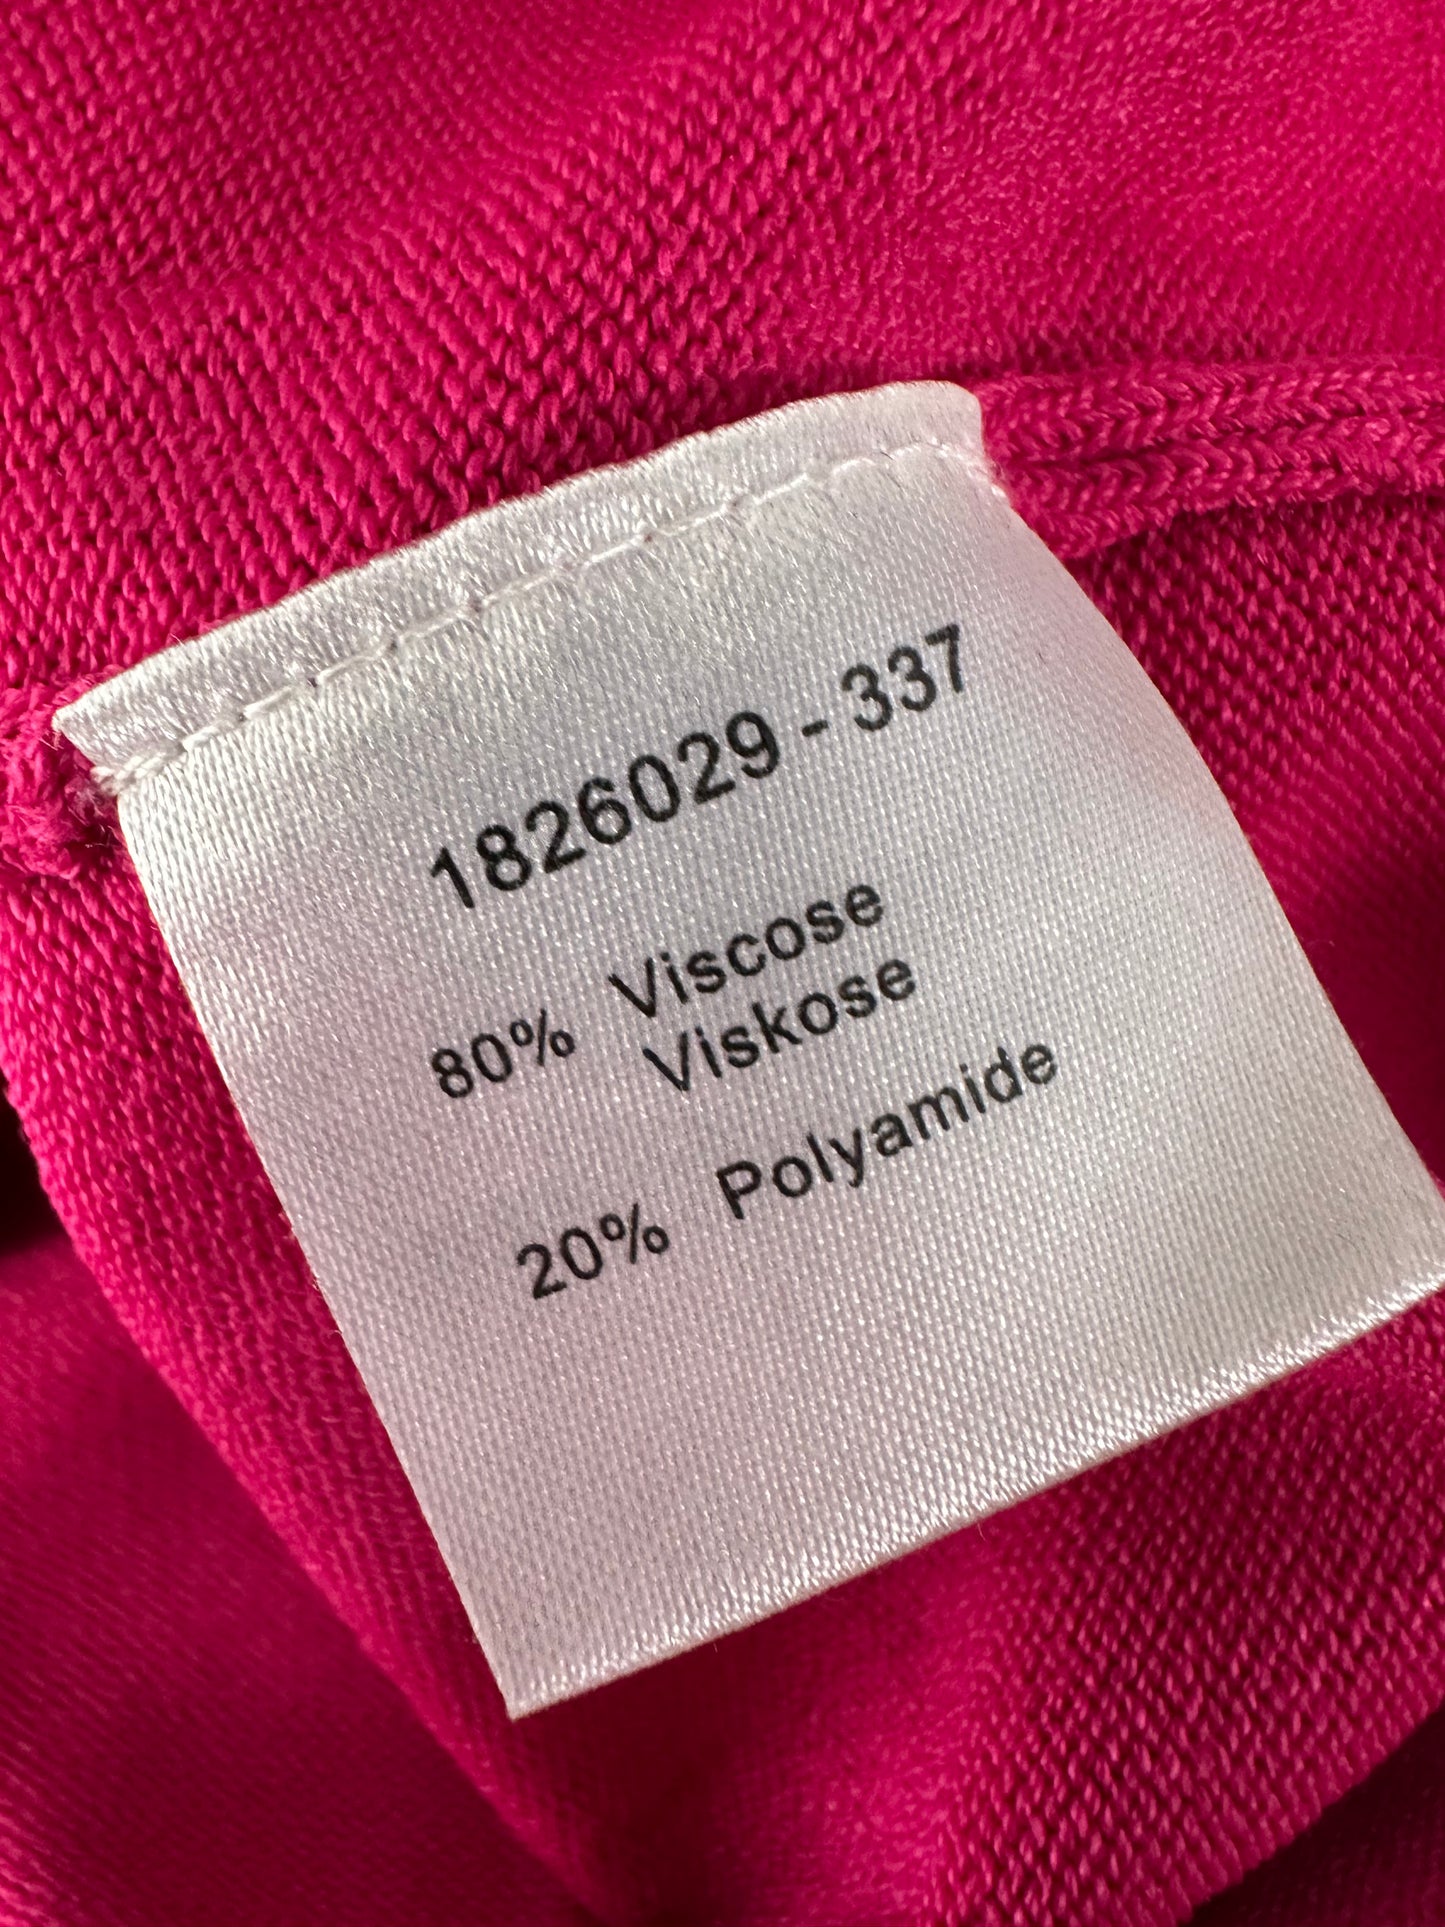 1826029 - 337
80% Viscose
Viskose
20% Polyamide